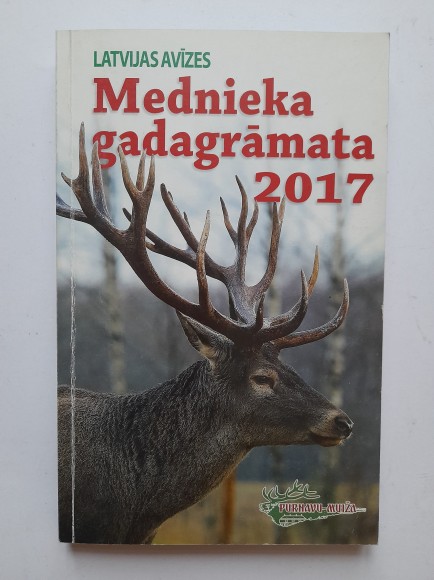 LATVIJAS AVĪZES
Mednieka
gadagrāmata
2017
PURNAVU-MUIŽA